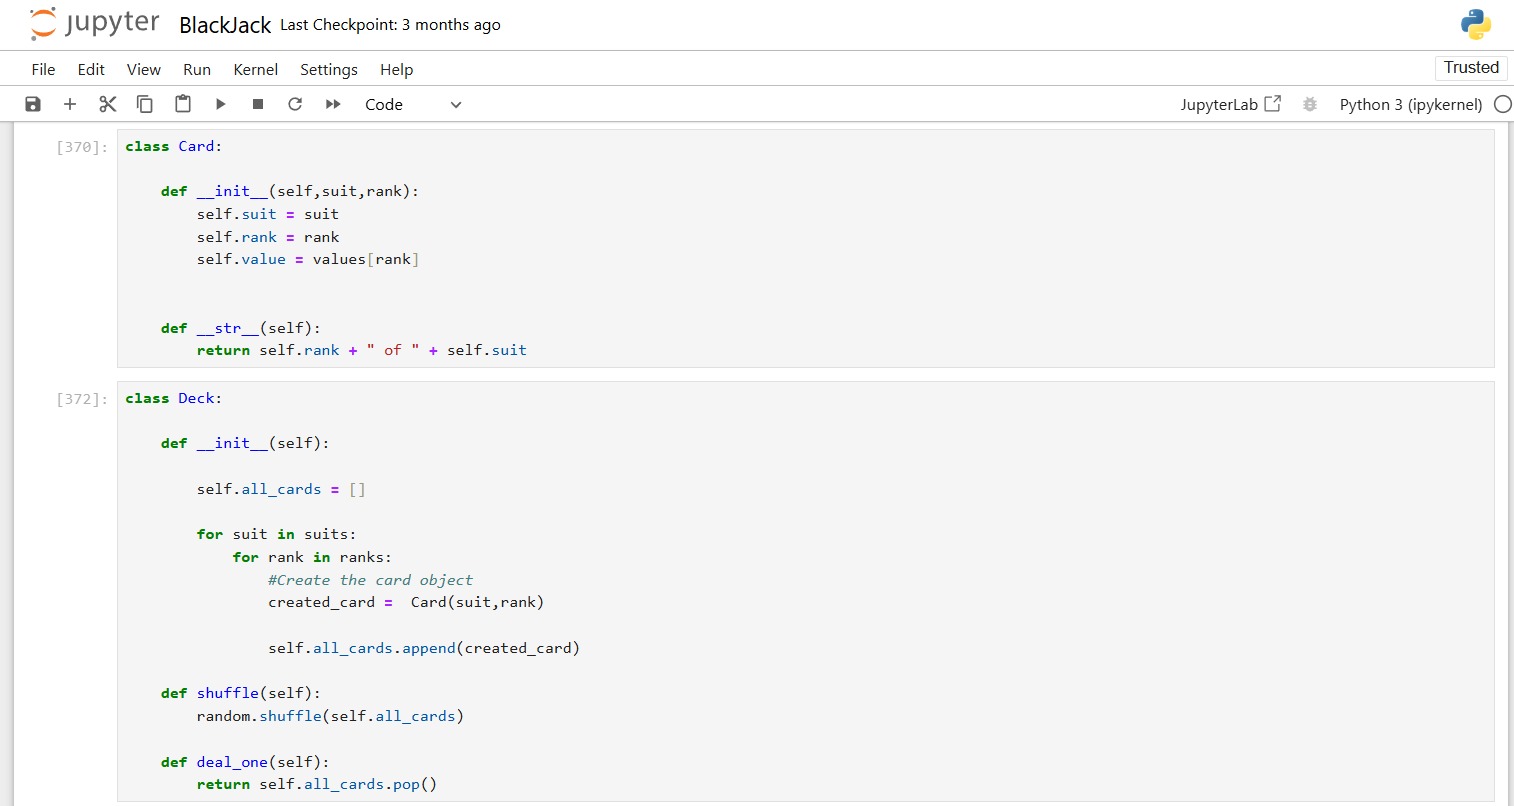 jupyter BlackJack Last Checkpoint: 3 months ago
File Edit View Run Kernel Settings Help Trusted
Code JupyterLab Python 3 (ipykernel)
[370]: class Card:
    def __init__(self,suit,rank):
        self.suit = suit
        self.rank = rank
        self.value = values[rank]
    def __str__(self):
        return self.rank + " of " + self.suit
[372]: class Deck:
    def __init__(self):
        self.all_cards = []
        for suit in suits:
            for rank in ranks:
                #Create the card object
                created_card =  Card(suit,rank)
                self.all_cards.append(created_card)
    def shuffle(self):
        random.shuffle(self.all_cards)
    def deal_one(self):
        return self.all_cards.pop()